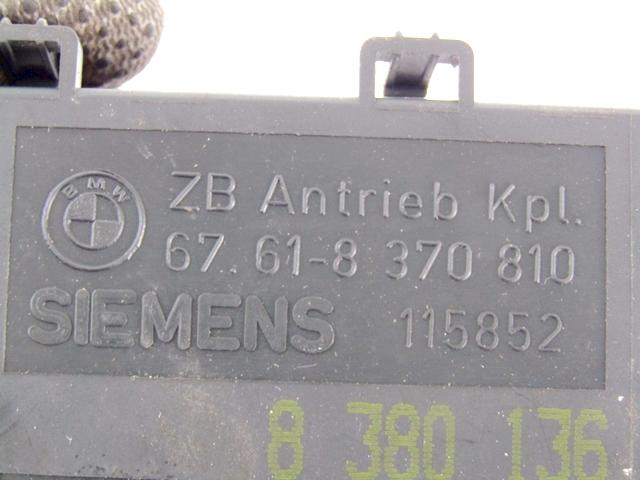 BMW
ZB Antrieb Kpl.
67.61-8 370 810
SIEMENS 115852
8 380 136